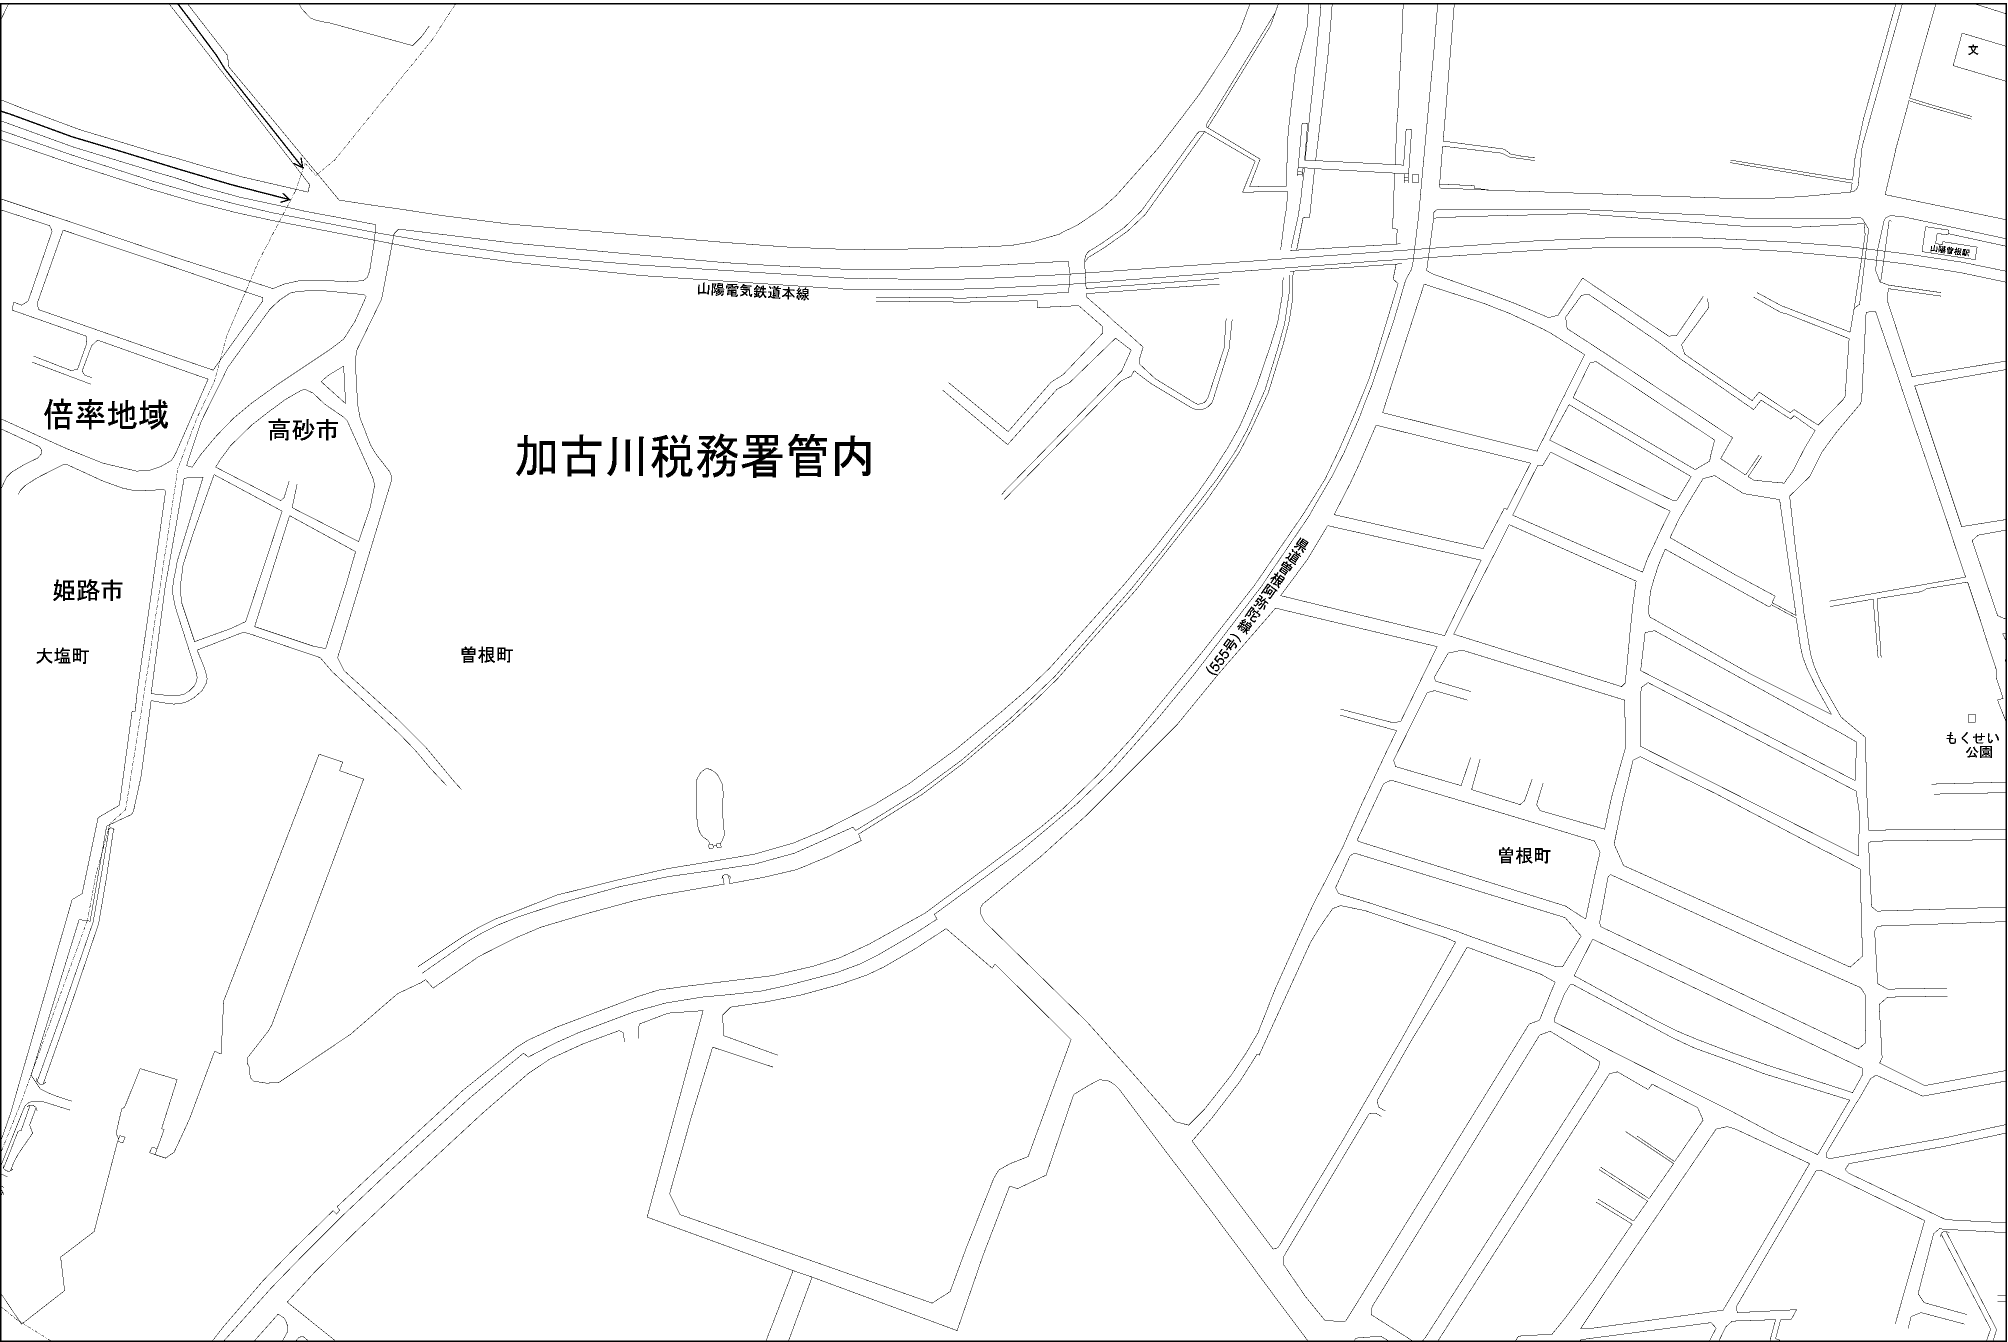 文
山陽曽根駅
山陽電気鉄道本線
倍率地域
高砂市
加古川税務署管内
県道曽根停車場線
(555号)
姫路市
大塩町
曽根町
もくせい
公園
曽根町